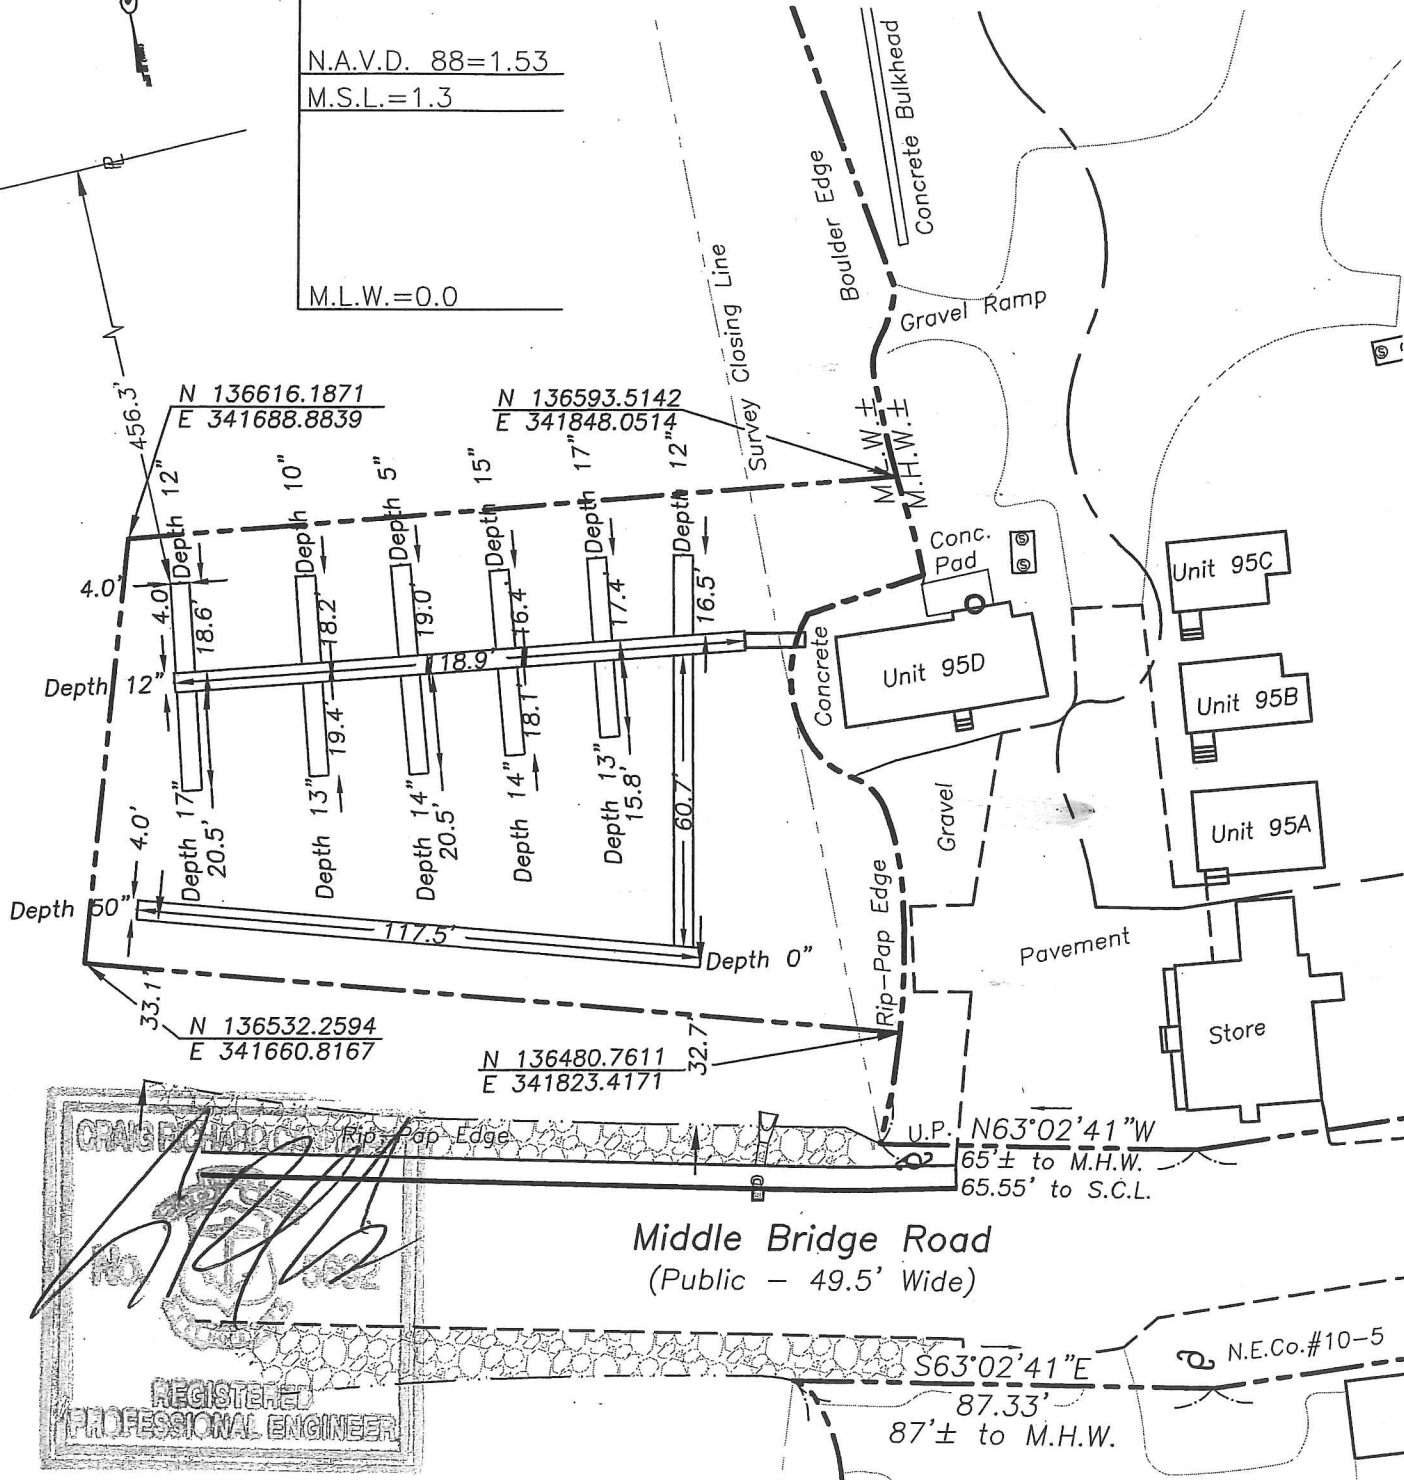 N.A.V.D. 88=1.53
M.S.L.=1.3
M.L.W.=0.0
456.3'
Concrete Bulkhead
Boulder Edge
Survey Closing Line
Gravel Ramp
N 136616.1871
E 341688.8839
N 136593.5142
E 341848.0514
M.L.W.±
M.H.W.±
Depth 12"
Depth 10"
Depth 5"
Depth 15"
Depth 17"
Depth 12"
4.0'
4.0'
18.6'
18.2'
19.0'
16.4'
17.4'
16.5'
Conc.
Pad
Unit 95C
Depth 12"
118.9'
Concrete
Unit 95D
Unit 95B
19.4'
18.1'
Depth 17"
20.5'
Depth 13"
Depth 14"
20.5'
Depth 14"
Depth 13"
15.8'
60.7'
Gravel
Unit 95A
4.0'
Depth 50"
117.5'
Depth 0"
Rip-Pap Edge
Pavement
Store
33.1'
N 136532.2594
E 341660.8167
N 136480.7611
E 341823.4171
32.7'
CRAIG RICHARD
Rip-Pap Edge
U.P.
N63°02'41"W
65'± to M.H.W.
65.55' to S.C.L.
Middle Bridge Road
(Public - 49.5' Wide)
No.
REGISTERED
PROFESSIONAL ENGINEER
S63°02'41"E
87.33'
87'± to M.H.W.
N.E.Co.#10-5